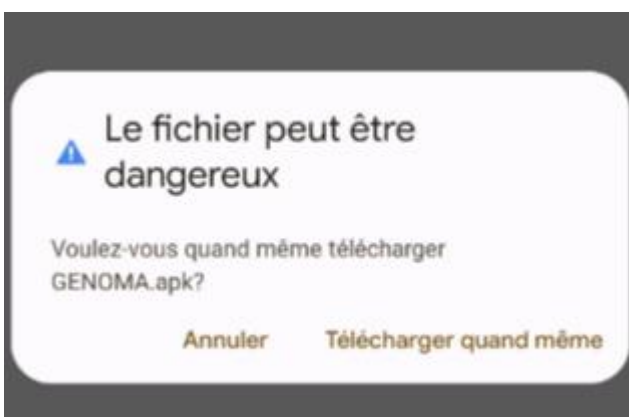 Le fichier peut être
dangereux
Voulez-vous quand même télécharger
GENOMA.apk?
Annuler
Télécharger quand même